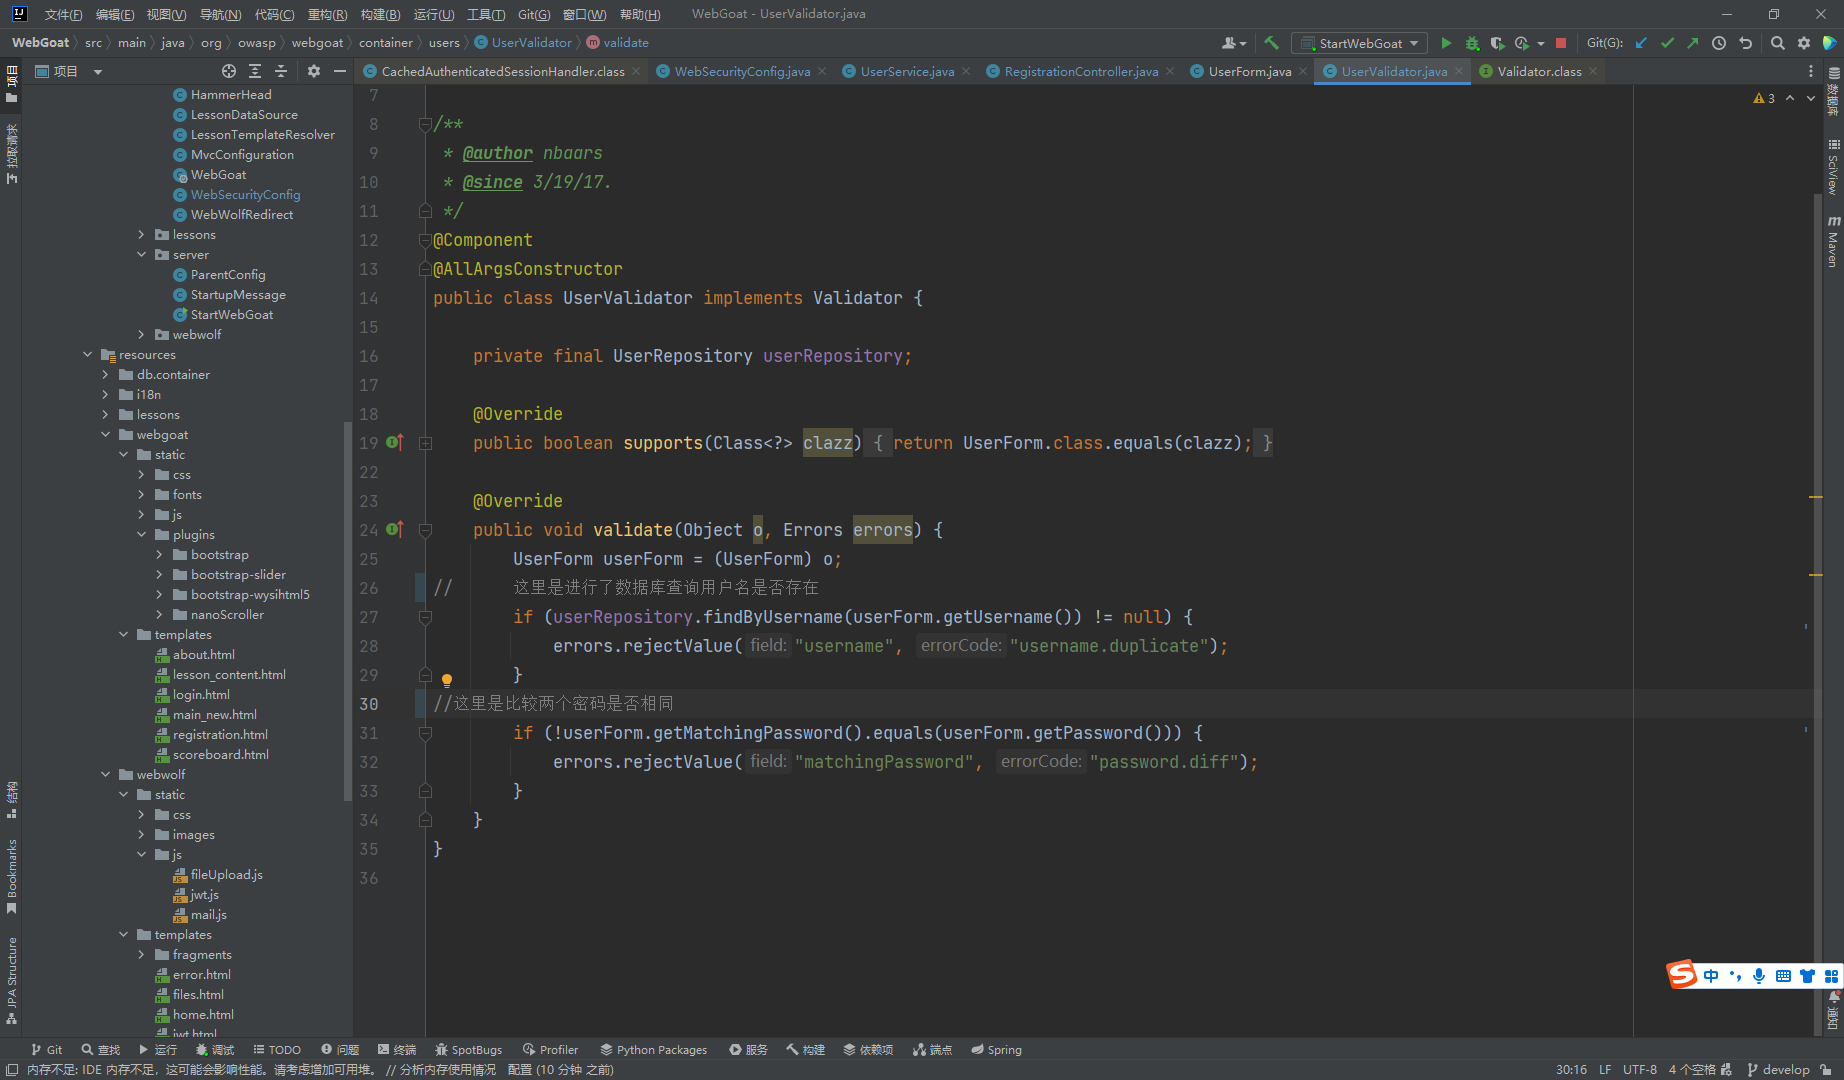 文件(F) 编辑(E) 视图(V) 导航(N) 代码(C) 重构(R) 构建(B) 运行(U) 工具(T) Git(G) 窗口(W) 帮助(H) WebGoat - UserValidator.java
WebGoat src main java org owasp webgoat container users UserValidator validate StartWebGoat Git(G):
项目 CachedAuthenticatedSessionHandler.class WebSecurityConfig.java UserService.java RegistrationController.java UserForm.java UserValidator.java Validator.class
项目
拉取请求
结构
Bookmarks
JPA Structure
HammerHead
LessonDataSource
LessonTemplateResolver
MvcConfiguration
WebGoat
WebSecurityConfig
WebWolfRedirect
lessons
server
ParentConfig
StartupMessage
StartWebGoat
webwolf
resources
db.container
i18n
lessons
webgoat
static
css
fonts
js
plugins
bootstrap
bootstrap-slider
bootstrap-wysihtml5
nanoScroller
templates
about.html
lesson_content.html
login.html
main_new.html
registration.html
scoreboard.html
webwolf
static
css
images
js
fileUpload.js
jwt.js
mail.js
templates
fragments
error.html
files.html
home.html
jwt.html
3
7
8 /**
9 * @author nbaars
10 * @since 3/19/17.
11 */
12 @Component
13 @AllArgsConstructor
14 public class UserValidator implements Validator {
15
16 private final UserRepository userRepository;
17
18 @Override
19 public boolean supports(Class<?> clazz) { return UserForm.class.equals(clazz); }
22
23 @Override
24 public void validate(Object o, Errors errors) {
25 UserForm userForm = (UserForm) o;
26 // 这里是进行了数据库查询用户名是否存在
27 if (userRepository.findByUsername(userForm.getUsername()) != null) {
28 errors.rejectValue( field: "username", errorCode: "username.duplicate");
29 }
30 //这里是比较两个密码是否相同
31 if (!userForm.getMatchingPassword().equals(userForm.getPassword())) {
32 errors.rejectValue( field: "matchingPassword", errorCode: "password.diff");
33 }
34 }
35 }
36
数据库
SciView
m Maven
通知
S 中
Git 查找 运行 调试 TODO 问题 终端 SpotBugs Profiler Python Packages 服务 构建 依赖项 端点 Spring
内存不足: IDE 内存不足，这可能会影响性能。请考虑增加可用堆。 // 分析内存使用情况 配置 (10 分钟 之前) 30:16 LF UTF-8 4 个空格 develop